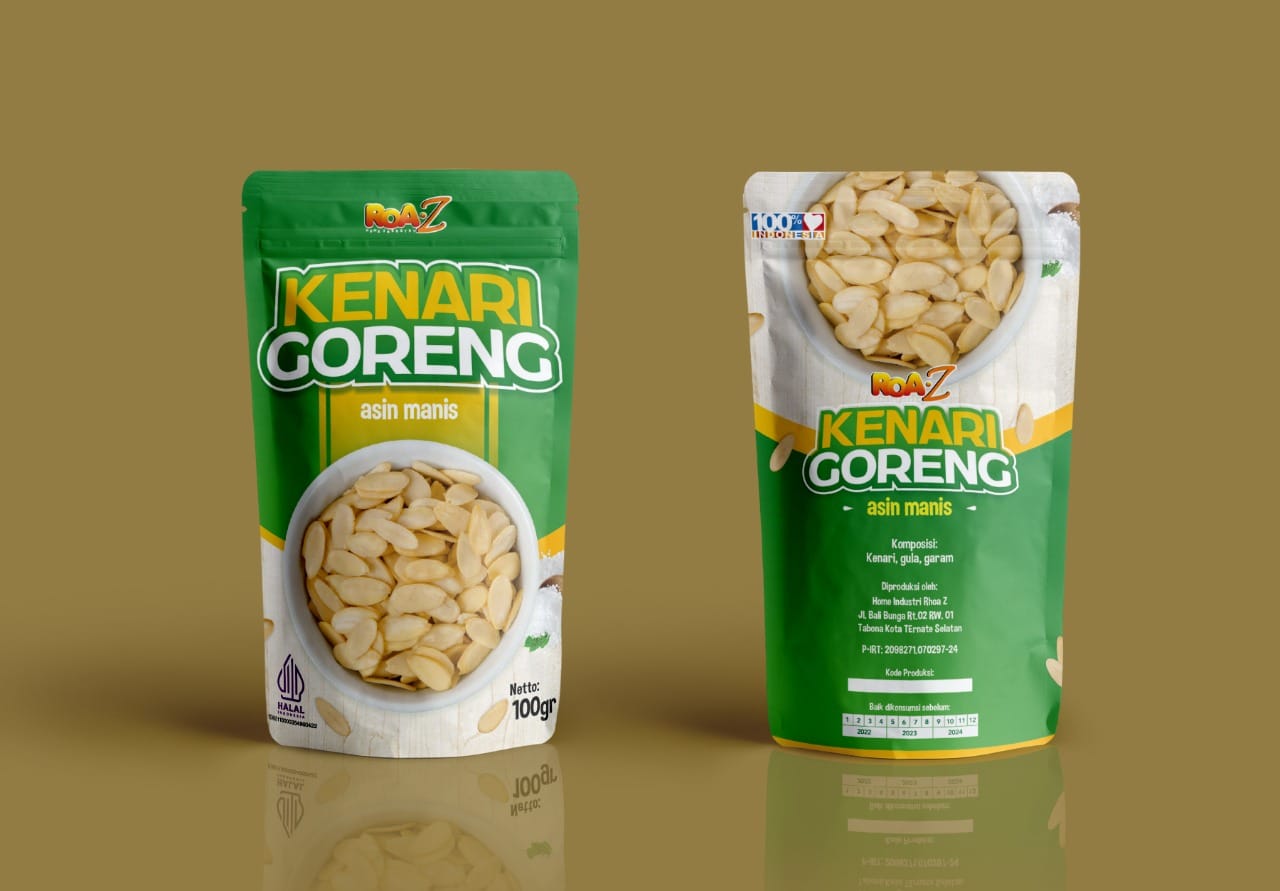 ROA-Z
KENARI
GORENG
asin manis
HALAL
INDONESIA
Netto:
100gr
100%
INDONESIA
ROA-Z
KENARI
GORENG
asin manis
Komposisi:
Kenari, gula, garam
Diproduksi oleh:
Home Industri Rhoa Z
Jl. Bali Bunga Rt.02 RW. 01
Tabona Kota TErnate Selatan
P-IRT: 2098271.070297-24
Kode Produksi:
Baik dikonsumsi sebelum:
1 2 3 4 5 6 7 8 9 10 11 12
2022 2023 2024